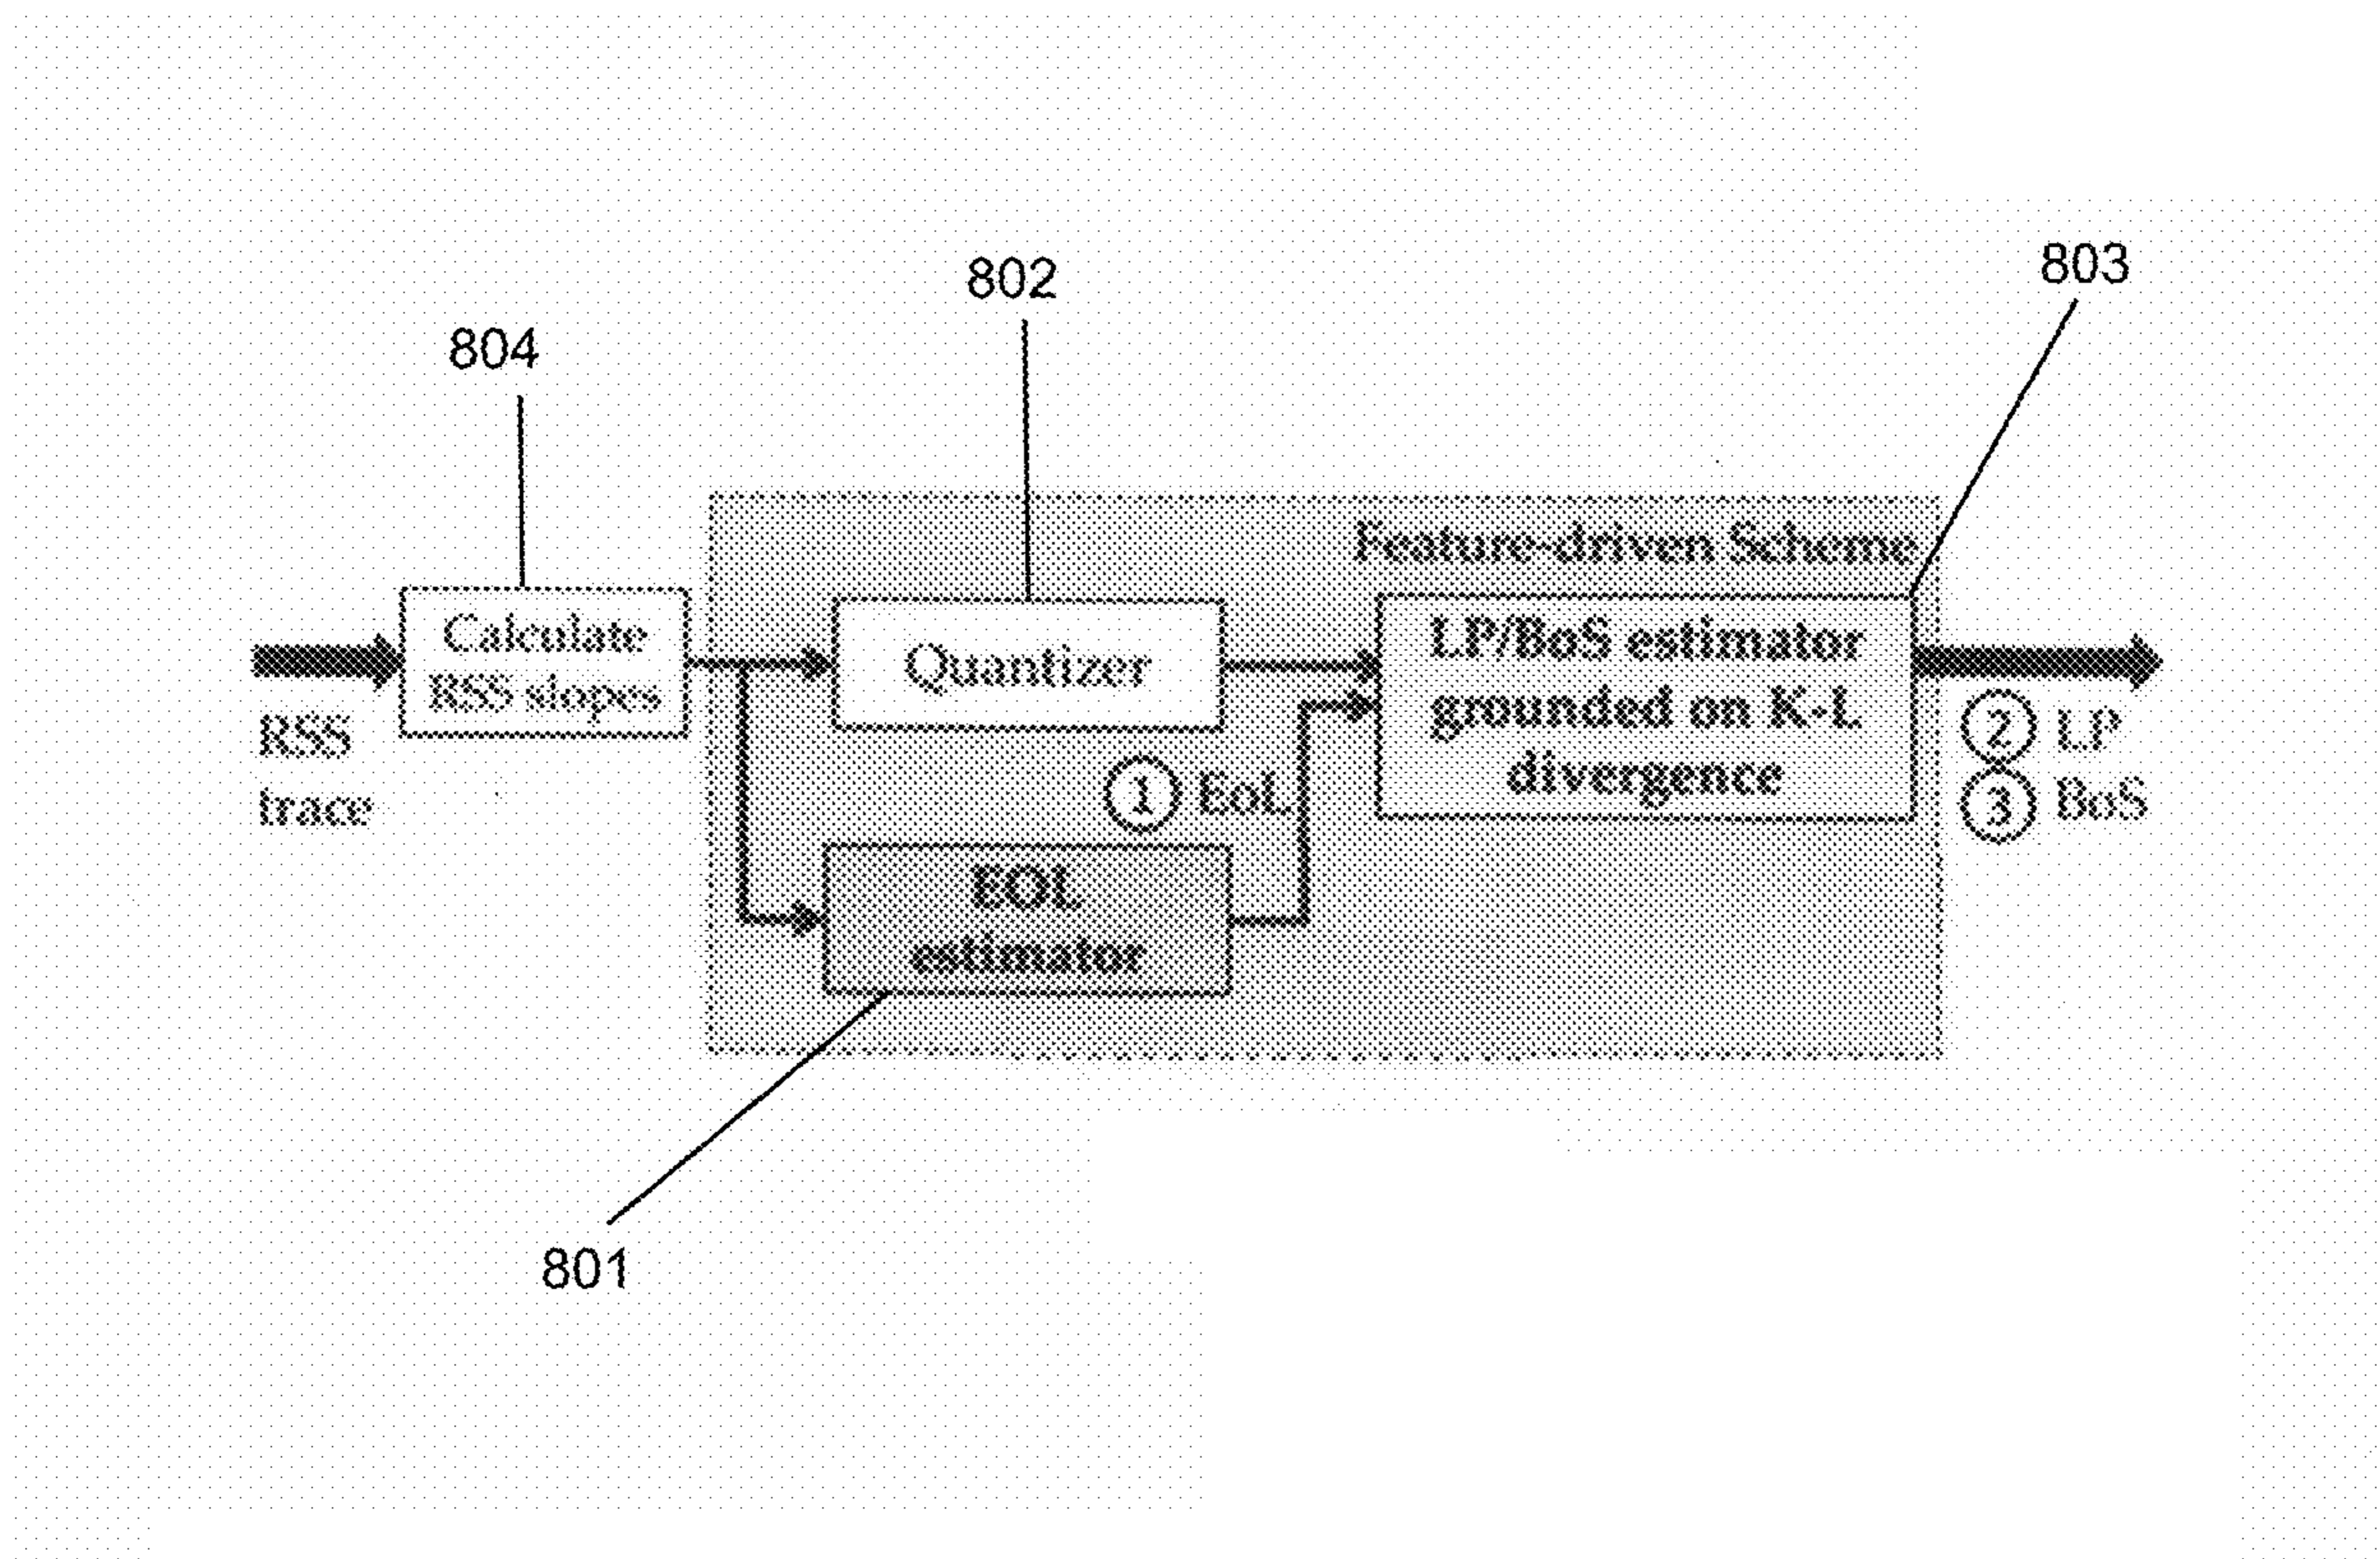 802
803
804
Feature-driven Scheme
Calculate
RSS slopes
Quantizer
LP/BoS estimator
grounded on K-L
divergence
RSS
trace
1 EoL
2 LP
3 BoS
EOL
estimator
801